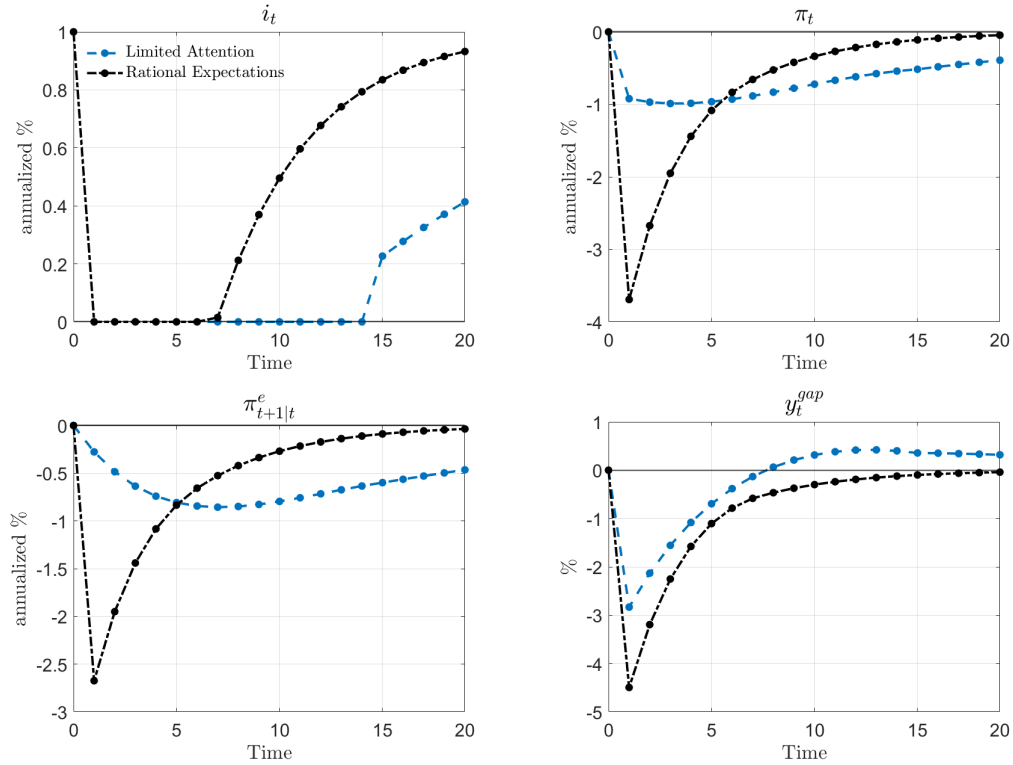 i_t
1
0.8
0.6
0.4
0.2
0
annualized %
Limited Attention
Rational Expectations
0 5 10 15 20
Time
π_t
0
-1
-2
-3
-4
annualized %
0 5 10 15 20
Time
π^e_{t+1|t}
0
-0.5
-1
-1.5
-2
-2.5
-3
annualized %
0 5 10 15 20
Time
y_t^{gap}
1
0
-1
-2
-3
-4
-5
%
0 5 10 15 20
Time